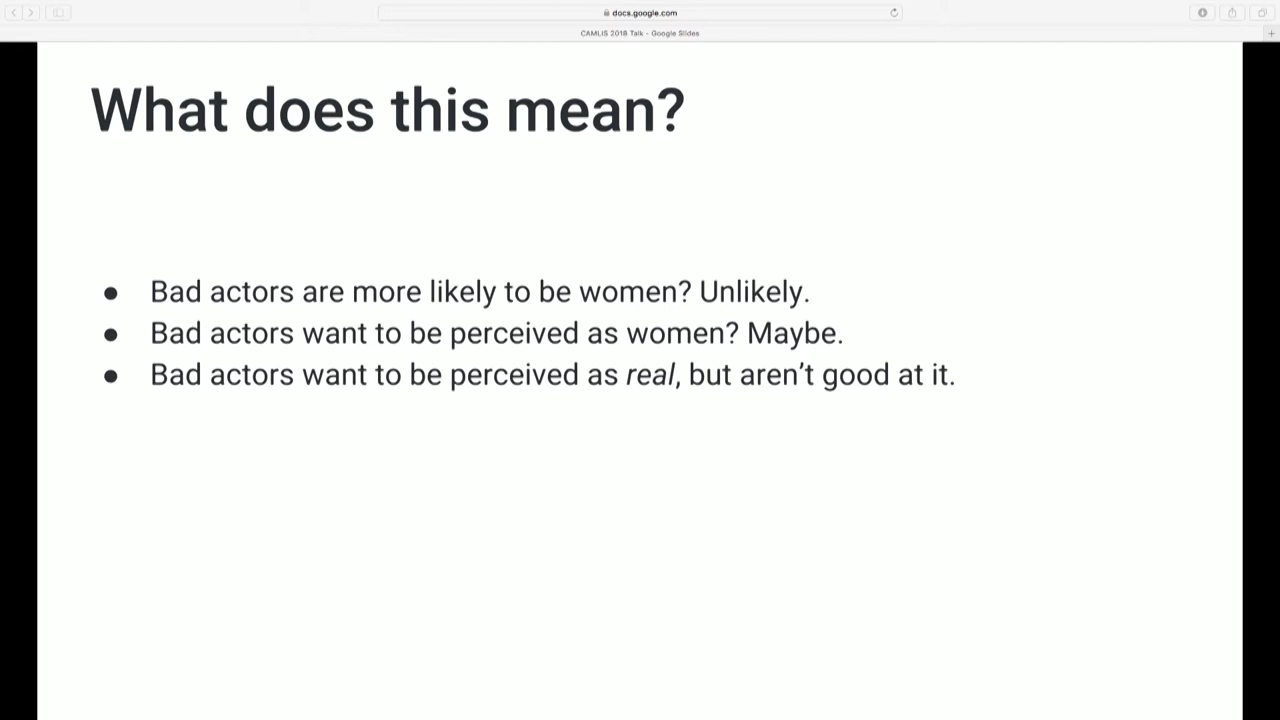 docs.google.com
CAMLIS 2018 Talk - Google Slides
What does this mean?
● Bad actors are more likely to be women? Unlikely.
● Bad actors want to be perceived as women? Maybe.
● Bad actors want to be perceived as real, but aren’t good at it.